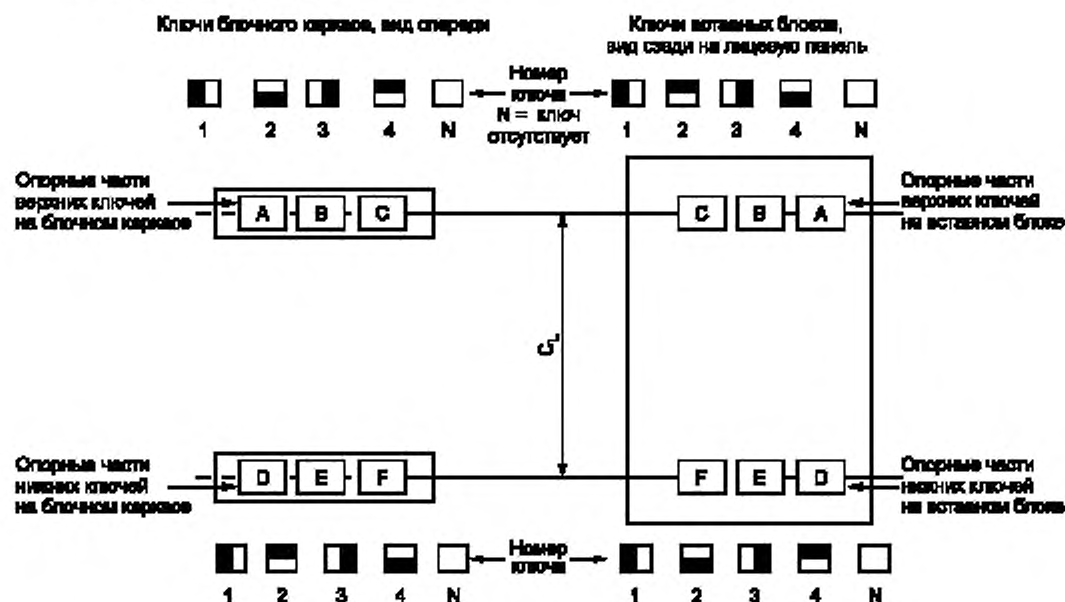 Ключи блочного каркаса, вид спереди
Ключи вставных блоков,
вид сзади на лицевую панель
Номер
ключа
N = ключ
отсутствует
1 2 3 4 N
1 2 3 4 N
Опорные части
верхних ключей
на блочном каркасе
A B C
C B A
Опорные части
верхних ключей
на вставном блоке
CL
Опорные части
нижних ключей
на блочном каркасе
D E F
F E D
Опорные части
нижних ключей
на вставном блоке
Номер
ключа
1 2 3 4 N
1 2 3 4 N